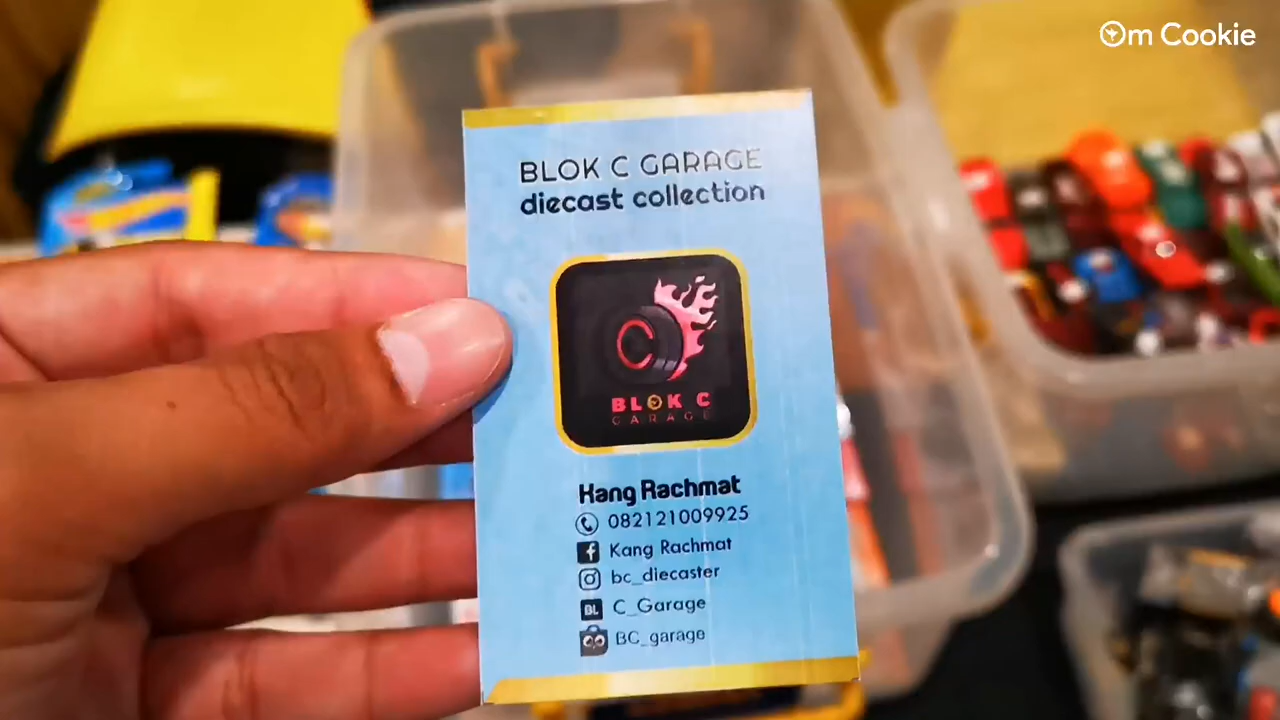 Om Cookie
BLOK C GARAGE
diecast collection
C
BLOK C
GARAGE
Kang Rachmat
082121009925
Kang Rachmat
bc_diecaster
BL C_Garage
BC_garage